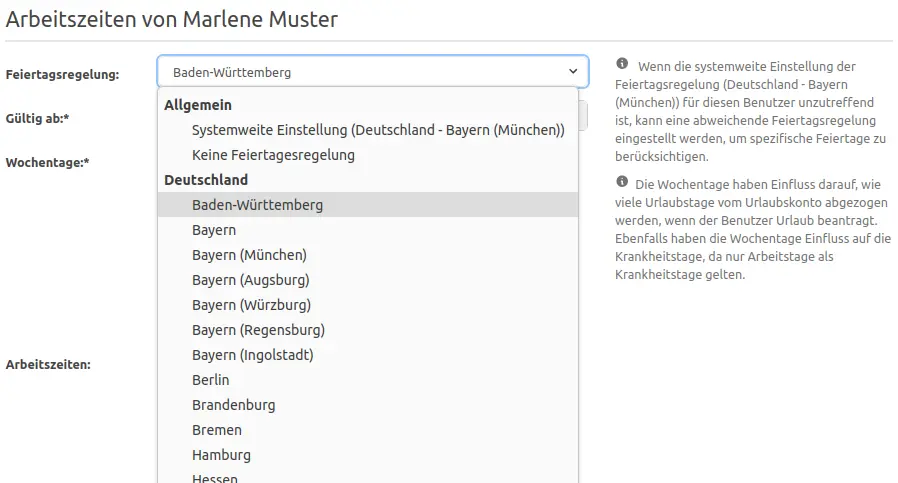 Arbeitszeiten von Marlene Muster
Feiertagsregelung:
Baden-Württemberg
Gültig ab:*
Wochentage:*
Arbeitszeiten:
Allgemein
Systemweite Einstellung (Deutschland - Bayern (München))
Keine Feiertagesregelung
Deutschland
Baden-Württemberg
Bayern
Bayern (München)
Bayern (Augsburg)
Bayern (Würzburg)
Bayern (Regensburg)
Bayern (Ingolstadt)
Berlin
Brandenburg
Bremen
Hamburg
Hessen
Wenn die systemweite Einstellung der
Feiertagsregelung (Deutschland - Bayern
(München)) für diesen Benutzer unzutreffend
ist, kann eine abweichende Feiertagsregelung
eingestellt werden, um spezifische Feiertage zu
berücksichtigen.
Die Wochentage haben Einfluss darauf, wie
viele Urlaubstage vom Urlaubskonto abgezogen
werden, wenn der Benutzer Urlaub beantragt.
Ebenfalls haben die Wochentage Einfluss auf die
Krankheitstage, da nur Arbeitstage als
Krankheitstage gelten.